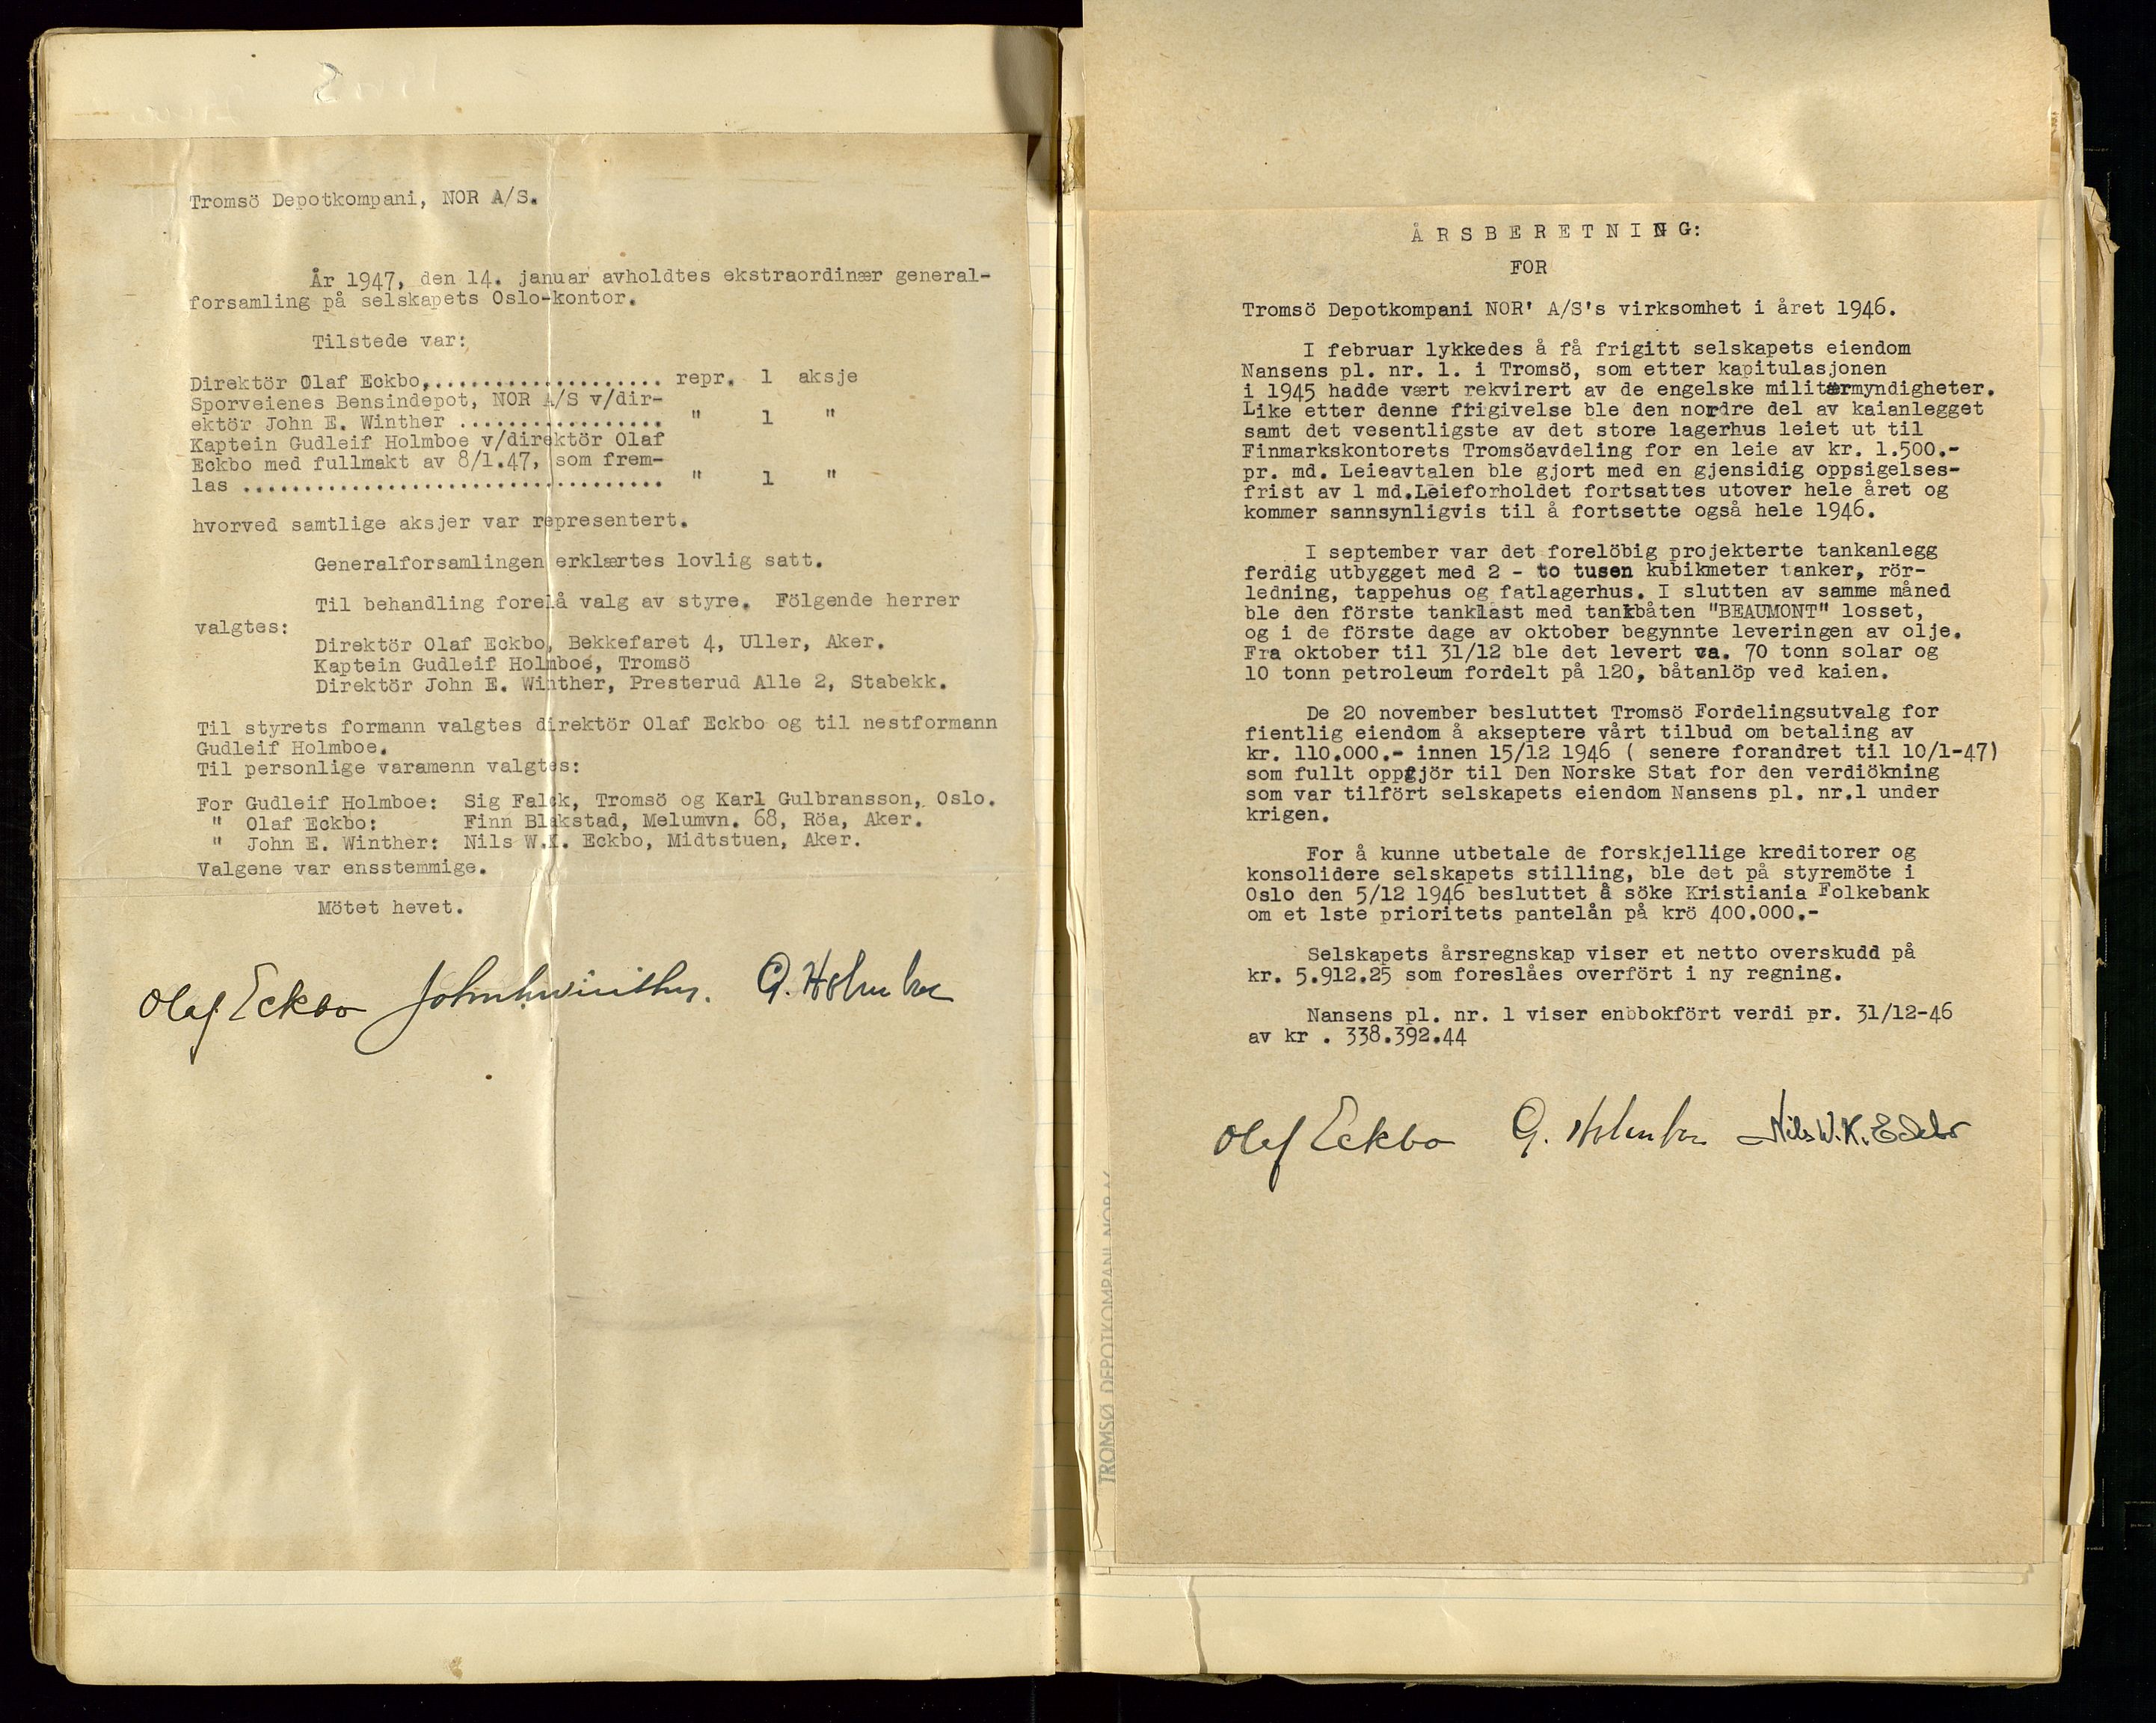 Tromsö Depotkompani, NOR A/S.
År 1947, den 14. januar avholdtes ekstraordinær general-
forsamling på selskapets Oslo-kontor.
Tilstede var:
Direktör Olaf Eckbo,................... repr. 1 aksje
Sporveienes Bensindepot, NOR A/S v/dir-
ektör John E. Winther ................. " 1 "
Kaptein Gudleif Holmboe v/direktör Olaf
Eckbo med fullmakt av 8/1.47, som frem-
las ................................... " 1 "
hvorved samtlige aksjer var representert.
Generalforsamlingen erklærtes lovlig satt.
Til behandling forelå valg av styre. Fölgende herrer
valgtes:
Direktör Olaf Eckbo, Bekkefaret 4, Uller, Aker.
Kaptein Gudleif Holmboe, Tromsö
Direktör John E. Winther, Presterud Alle 2, Stabekk.
Til styrets formann valgtes direktör Olaf Eckbo og til nestformann
Gudleif Holmboe.
Til personlige varamenn valgtes:
For Gudleif Holmboe: Sig Falck, Tromsö og Karl Gulbransson, Oslo.
" Olaf Eckbo: Finn Blakstad, Melumvn. 68, Röa, Aker.
" John E. Winther: Nils W.K. Eckbo, Midtstuen, Aker.
Valgene var ensstemmige.
Mötet hevet.
Olaf Eckbo John E. Winther. G. Holmboe
ÅRSBERETNING:
FOR
Tromsö Depotkompani NOR' A/S's virksomhet i året 1946.
I februar lykkedes å få frigitt selskapets eiendom
Nansens pl. nr. 1. i Tromsö, som etter kapitulasjonen
i 1945 hadde vært rekvirert av de engelske militærmyndigheter.
Like etter denne frigivelse ble den nordre del av kaianlegget
samt det vesentligste av det store lagerhus leiet ut til
Finmarkskontorets Tromsöavdeling for en leie av kr. 1.500.-
pr. md. Leieavtalen ble gjort med en gjensidig oppsigelses-
frist av 1 md.Leieforholdet fortsattes utover hele året og
kommer sannsynligvis til å fortsette også hele 1946.
I september var det forelöbig projekterte tankanlegg
ferdig utbygget med 2 - to tusen kubikmeter tanker, rör-
ledning, tappehus og fatlagerhus. I slutten av samme måned
ble den förste tanklast med tankbåten "BEAUMONT" losset,
og i de förste dage av oktober begynnte leveringen av olje.
Fra oktober til 31/12 ble det levert ca. 70 tonn solar og
10 tonn petroleum fordelt på 120, båtanlöp ved kaien.
De 20 november besluttet Tromsö Fordelingsutvalg for
fientlig eiendom å akseptere vårt tilbud om betaling av
kr. 110.000.- innen 15/12 1946 ( senere forandret til 10/1-47)
som fullt oppgjör til Den Norske Stat for den verdiökning
som var tilfört selskapets eiendom Nansens pl. nr.1 under
krigen.
For å kunne utbetale de forskjellige kreditorer og
konsolidere selskapets stilling, ble det på styremöte i
Oslo den 5/12 1946 besluttet å söke Kristiania Folkebank
om et 1ste prioritets pantelån på krö 400.000.-
Selskapets årsregnskap viser et netto overskudd på
kr. 5.912.25 som foreslåes overfört i ny regning.
Nansens pl. nr. 1 viser enbbokfört verdi pr. 31/12-46
av kr . 338.392.44
Olaf Eckbo G. Holmboe Nils W.K. Eckbo
TROMSØ DEPOTKOMPANI NOR A/S